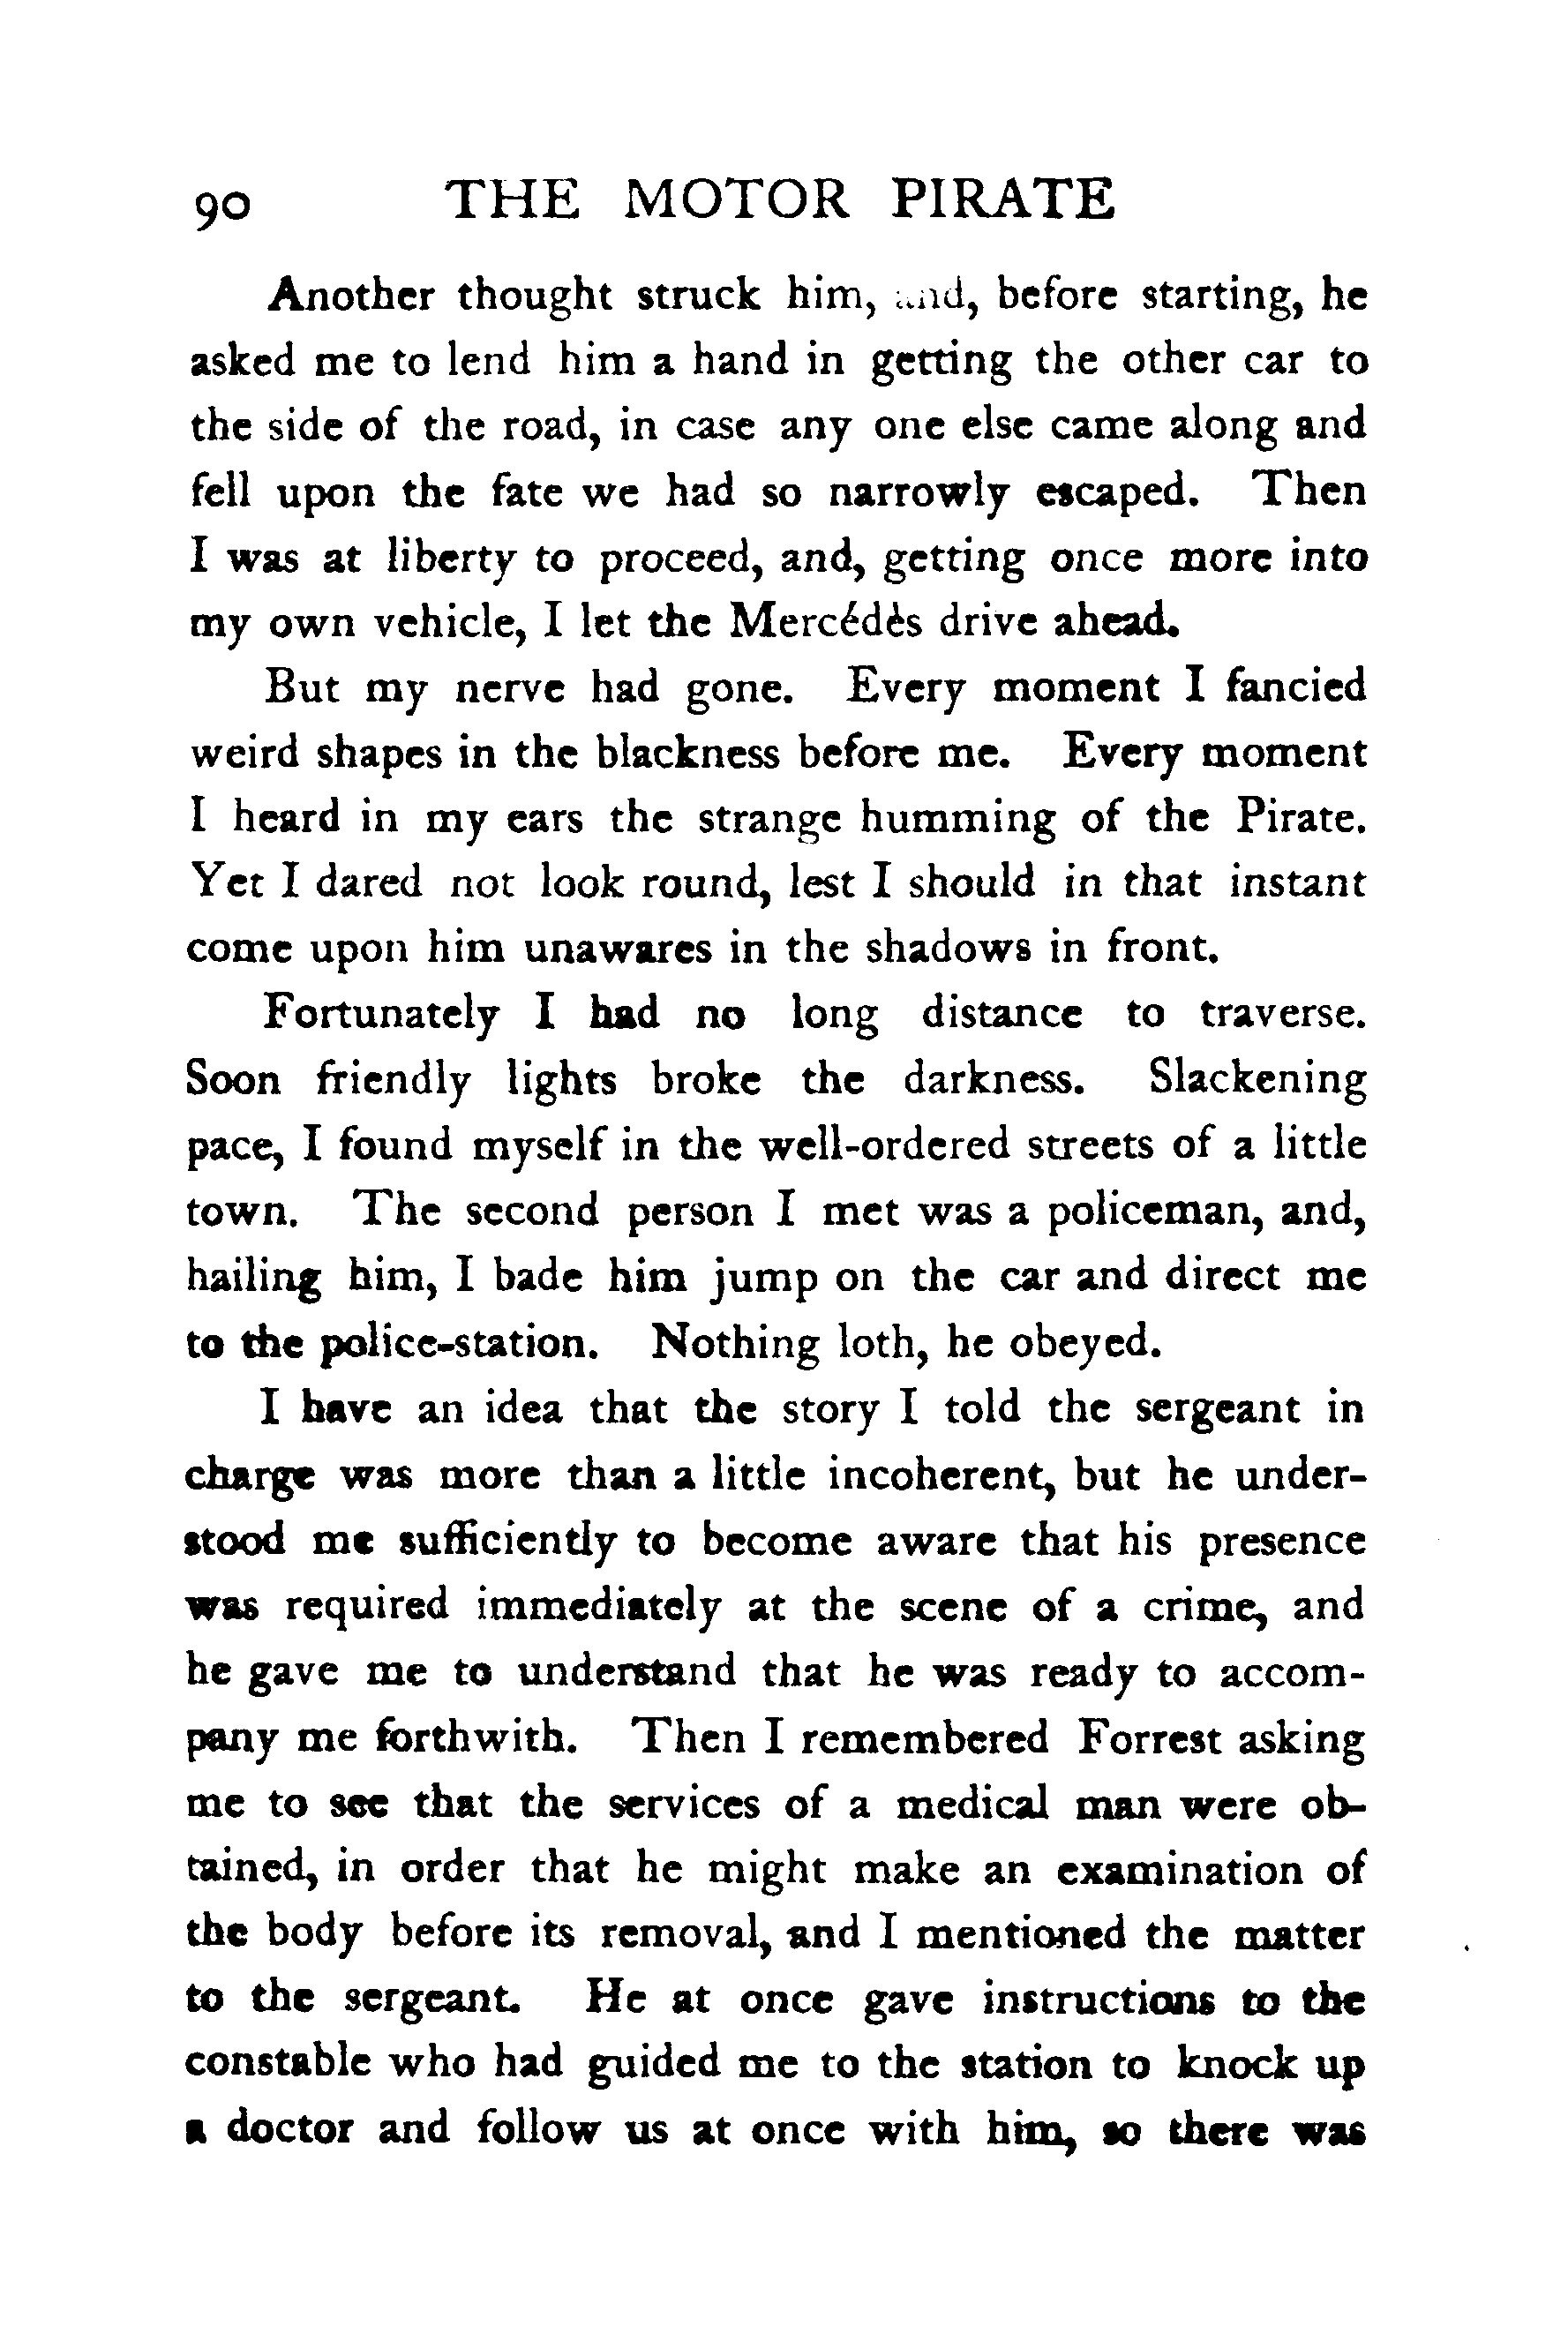 90 THE MOTOR PIRATE
Another thought struck him, and, before starting, he
asked me to lend him a hand in getting the other car to
the side of the road, in case any one else came along and
fell upon the fate we had so narrowly escaped. Then
I was at liberty to proceed, and, getting once more into
my own vehicle, I let the Mercédès drive ahead.
But my nerve had gone. Every moment I fancied
weird shapes in the blackness before me. Every moment
I heard in my ears the strange humming of the Pirate.
Yet I dared not look round, lest I should in that instant
come upon him unawares in the shadows in front.
Fortunately I had no long distance to traverse.
Soon friendly lights broke the darkness. Slackening
pace, I found myself in the well-ordered streets of a little
town. The second person I met was a policeman, and,
hailing him, I bade him jump on the car and direct me
to the police-station. Nothing loth, he obeyed.
I have an idea that the story I told the sergeant in
charge was more than a little incoherent, but he under-
stood me sufficiently to become aware that his presence
was required immediately at the scene of a crime, and
he gave me to understand that he was ready to accom-
pany me forthwith. Then I remembered Forrest asking
me to see that the services of a medical man were ob-
tained, in order that he might make an examination of
the body before its removal, and I mentioned the matter
to the sergeant. He at once gave instructions to the
constable who had guided me to the station to knock up
a doctor and follow us at once with him, so there was